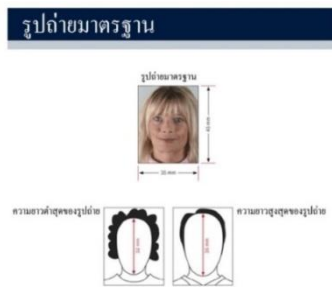 รูปถ่ายมาตรฐาน
รูปถ่ายมาตรฐาน
35 mm
ความยาวต่ำสุดของรูปถ่าย
ความยาวสูงสุดของรูปถ่าย